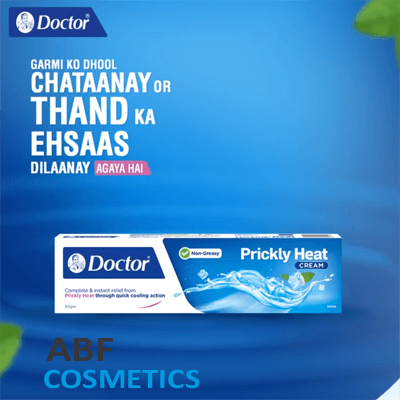 Doctor
GARMI KO DHOOL
CHATAANAY OR
THAND KA
EHSAAS
DILAANAY AGAYA HAI
Doctor
Non-Greasy
Prickly Heat
CREAM
Complete & instant relief from
Prickly Heat through quick cooling action
ABF
COSMETICS